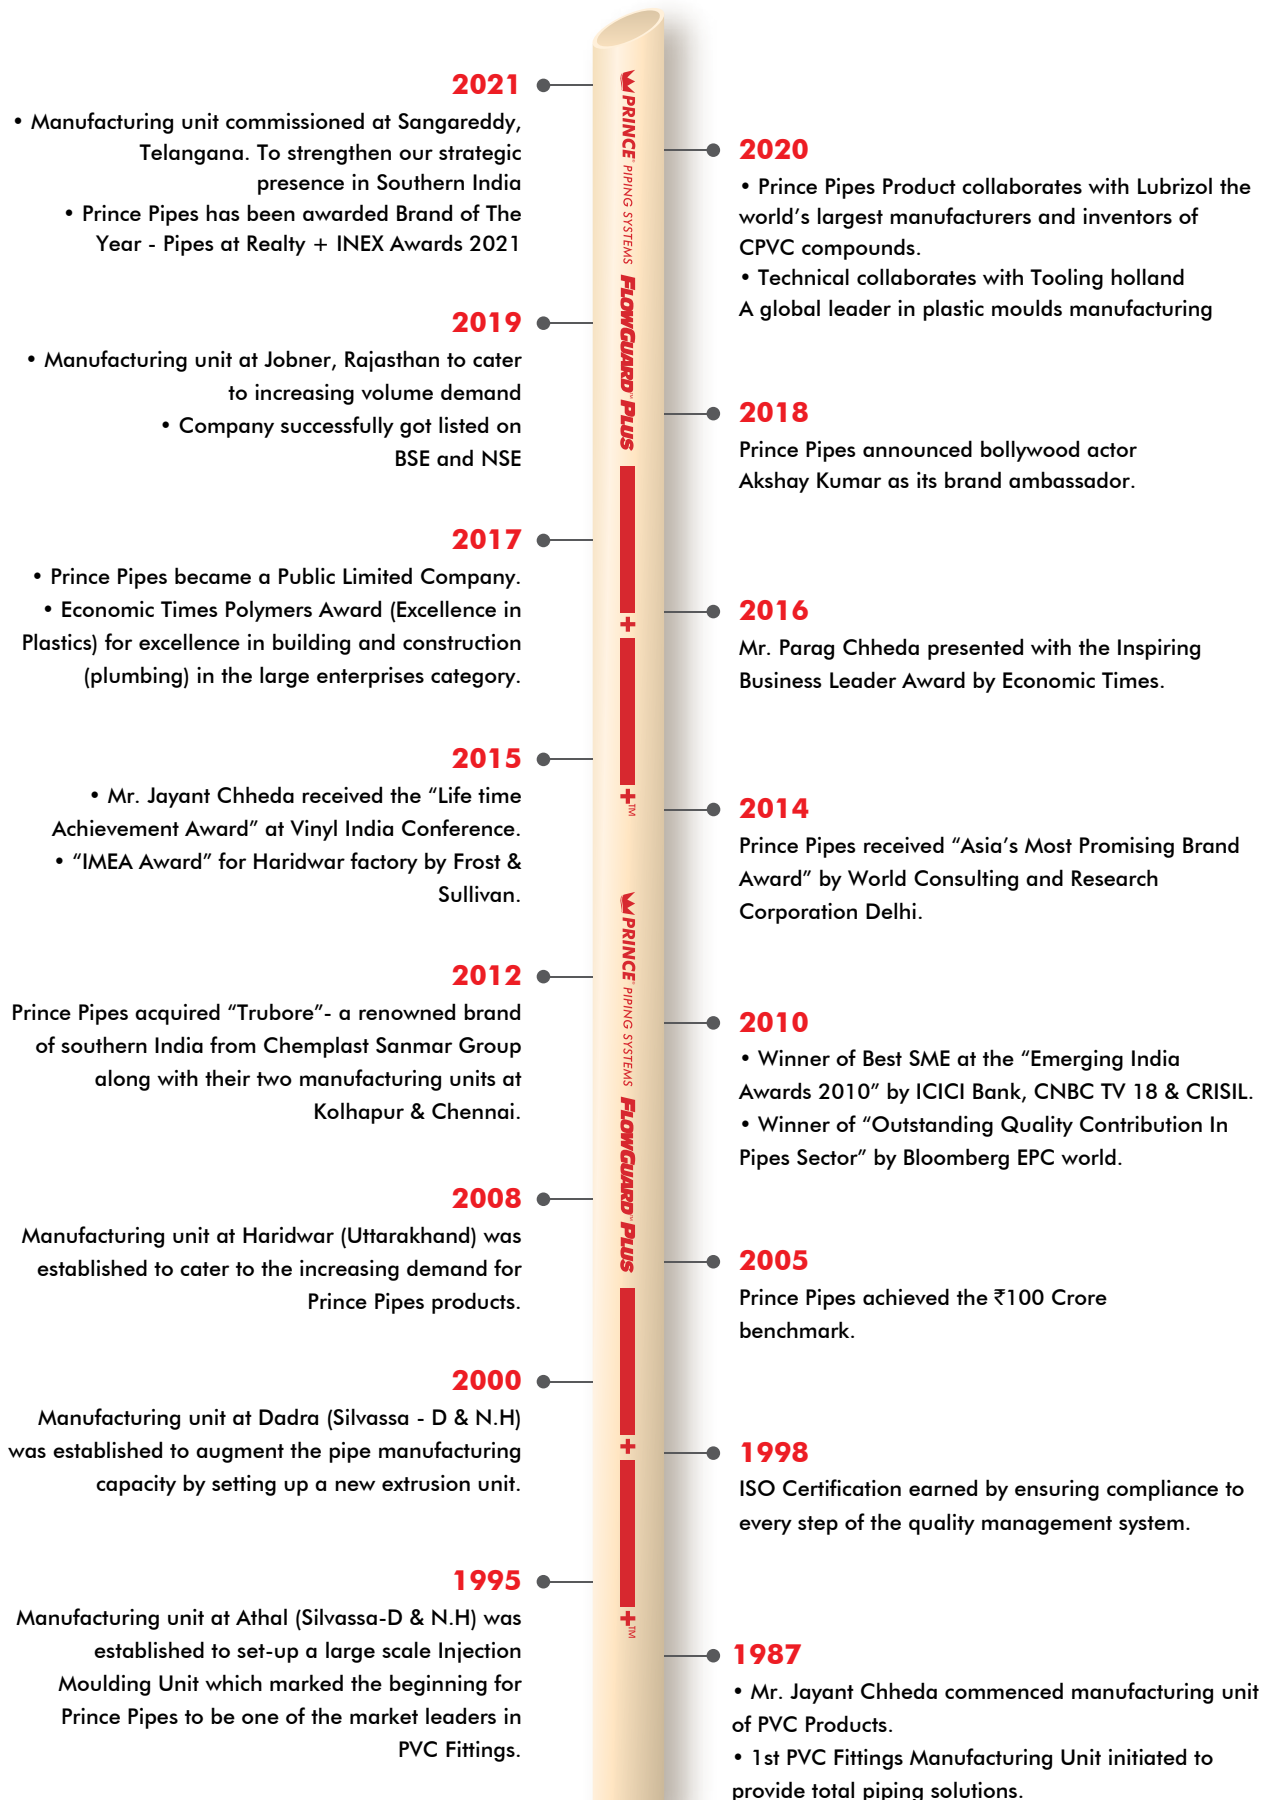 2021
• Manufacturing unit commissioned at Sangareddy,
Telangana. To strengthen our strategic
presence in Southern India
• Prince Pipes has been awarded Brand of The
Year - Pipes at Realty + INEX Awards 2021
2020
• Prince Pipes Product collaborates with Lubrizol the
world’s largest manufacturers and inventors of
CPVC compounds.
• Technical collaborates with Tooling holland
A global leader in plastic moulds manufacturing
2019
• Manufacturing unit at Jobner, Rajasthan to cater
to increasing volume demand
• Company successfully got listed on
BSE and NSE
2018
Prince Pipes announced bollywood actor
Akshay Kumar as its brand ambassador.
2017
• Prince Pipes became a Public Limited Company.
• Economic Times Polymers Award (Excellence in
Plastics) for excellence in building and construction
(plumbing) in the large enterprises category.
2016
Mr. Parag Chheda presented with the Inspiring
Business Leader Award by Economic Times.
2015
• Mr. Jayant Chheda received the “Life time
Achievement Award” at Vinyl India Conference.
• “IMEA Award” for Haridwar factory by Frost &
Sullivan.
2014
Prince Pipes received “Asia’s Most Promising Brand
Award” by World Consulting and Research
Corporation Delhi.
2012
Prince Pipes acquired “Trubore”- a renowned brand
of southern India from Chemplast Sanmar Group
along with their two manufacturing units at
Kolhapur & Chennai.
2010
• Winner of Best SME at the “Emerging India
Awards 2010” by ICICI Bank, CNBC TV 18 & CRISIL.
• Winner of “Outstanding Quality Contribution In
Pipes Sector” by Bloomberg EPC world.
2008
Manufacturing unit at Haridwar (Uttarakhand) was
established to cater to the increasing demand for
Prince Pipes products.
2005
Prince Pipes achieved the ₹100 Crore
benchmark.
2000
Manufacturing unit at Dadra (Silvassa - D & N.H)
was established to augment the pipe manufacturing
capacity by setting up a new extrusion unit.
1998
ISO Certification earned by ensuring compliance to
every step of the quality management system.
1995
Manufacturing unit at Athal (Silvassa-D & N.H) was
established to set-up a large scale Injection
Moulding Unit which marked the beginning for
Prince Pipes to be one of the market leaders in
PVC Fittings.
1987
• Mr. Jayant Chheda commenced manufacturing unit
of PVC Products.
• 1st PVC Fittings Manufacturing Unit initiated to
provide total piping solutions.
PRINCE® PIPING SYSTEMS FLOWGUARD™ PLUS + +™
PRINCE® PIPING SYSTEMS FLOWGUARD™ PLUS + +™